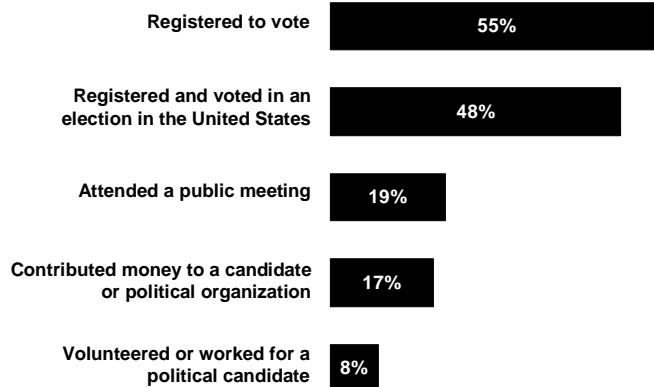 Registered to vote
55%
Registered and voted in an
election in the United States
48%
Attended a public meeting
19%
Contributed money to a candidate
or political organization
17%
Volunteered or worked for a
political candidate
8%